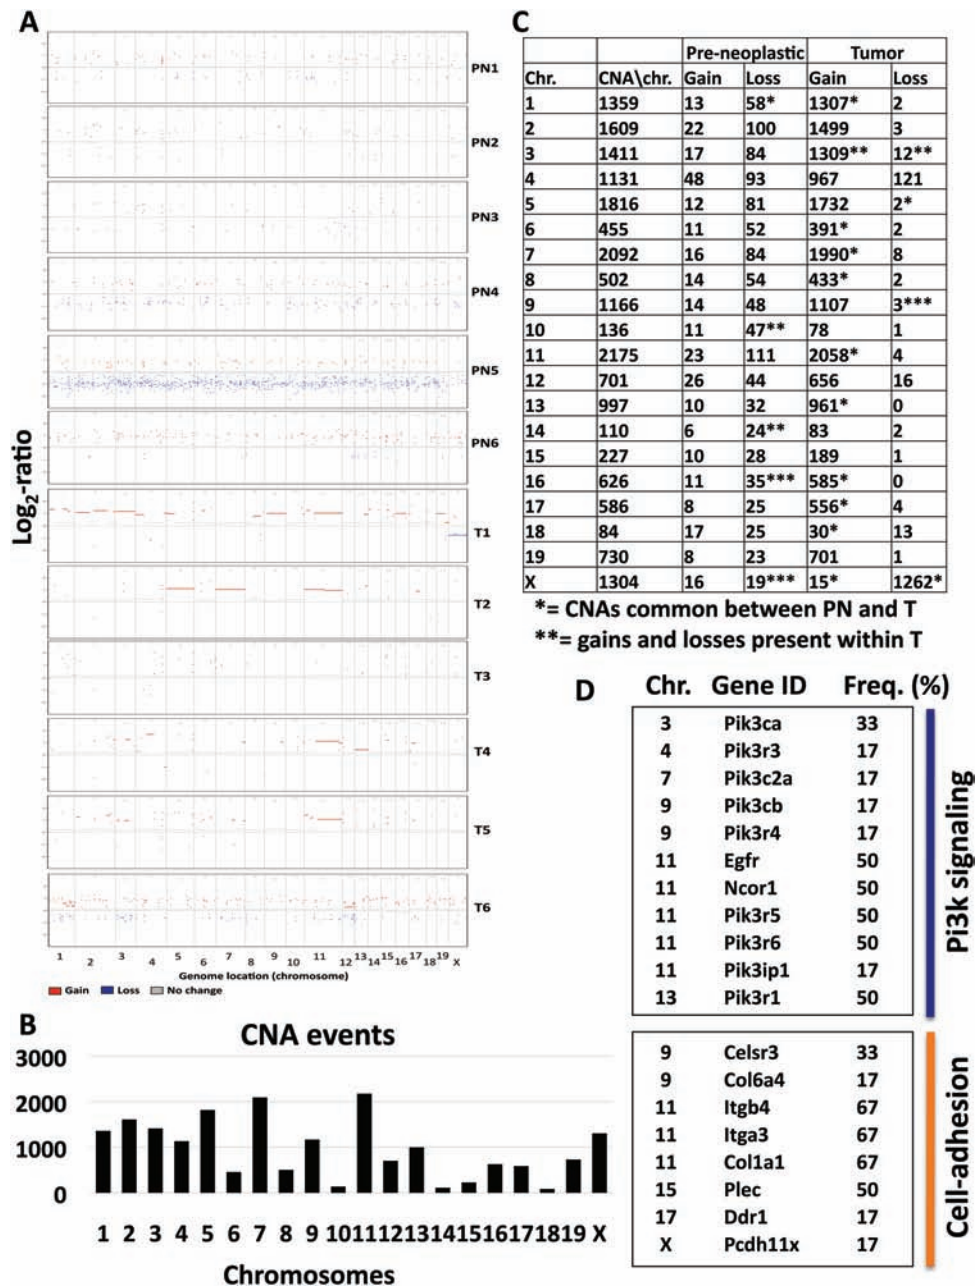 A
Log2-ratio
PN1
PN2
PN3
PN4
PN5
PN6
T1
T2
T3
T4
T5
T6
1 2 3 4 5 6 7 8 9 10 11 12 13 14 15 16 17 18 19 X
Genome location (chromosome)
Gain Loss No change
B
CNA events
3000
2000
1000
0
1 2 3 4 5 6 7 8 9 10 11 12 13 14 15 16 17 18 19 X
Chromosomes
C
Pre-neoplastic Tumor
Chr. CNA\chr. Gain Loss Gain Loss
1 1359 13 58* 1307* 2
2 1609 22 100 1499 3
3 1411 17 84 1309** 12**
4 1131 48 93 967 121
5 1816 12 81 1732 2*
6 455 11 52 391* 2
7 2092 16 84 1990* 8
8 502 14 54 433* 2
9 1166 14 48 1107 3***
10 136 11 47** 78 1
11 2175 23 111 2058* 4
12 701 26 44 656 16
13 997 10 32 961* 0
14 110 6 24** 83 2
15 227 10 28 189 1
16 626 11 35*** 585* 0
17 586 8 25 556* 4
18 84 17 25 30* 13
19 730 8 23 701 1
X 1304 16 19*** 15* 1262*
*= CNAs common between PN and T
**= gains and losses present within T
D
Chr. Gene ID Freq. (%)
3 Pik3ca 33
4 Pik3r3 17
7 Pik3c2a 17
9 Pik3cb 17
9 Pik3r4 17
11 Egfr 50
11 Ncor1 50
11 Pik3r5 50
11 Pik3r6 50
11 Pik3ip1 17
13 Pik3r1 50
Pi3k signaling
9 Celsr3 33
9 Col6a4 17
11 Itgb4 67
11 Itga3 67
11 Col1a1 67
15 Plec 50
17 Ddr1 17
X Pcdh11x 17
Cell-adhesion